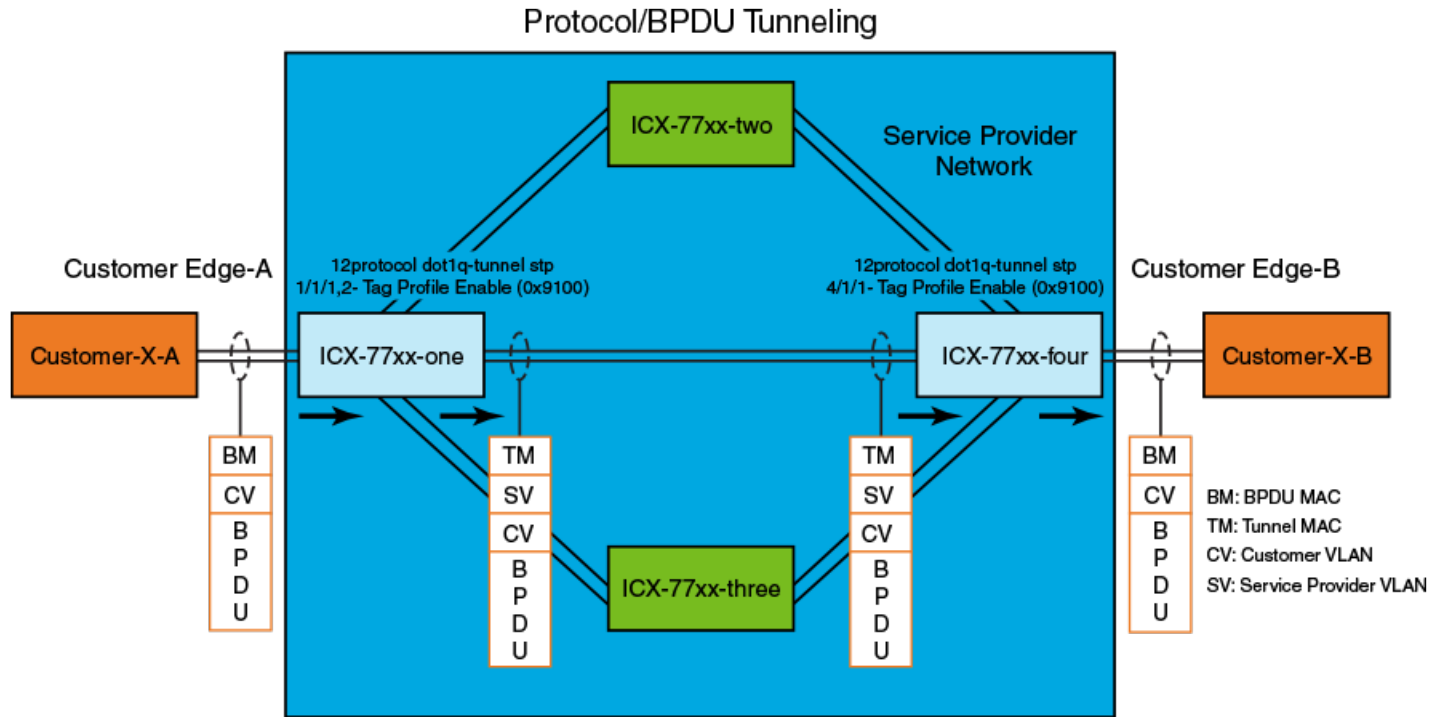 Protocol/BPDU Tunneling
ICX-77xx-two
Service Provider
Network
Customer Edge-A
12protocol dot1q-tunnel stp
1/1/1,2- Tag Profile Enable (0x9100)
12protocol dot1q-tunnel stp
4/1/1- Tag Profile Enable (0x9100)
Customer Edge-B
Customer-X-A
ICX-77xx-one
ICX-77xx-four
Customer-X-B
BM
CV
B
P
D
U
TM
SV
CV
B
P
D
U
ICX-77xx-three
TM
SV
CV
B
P
D
U
BM
CV
B
P
D
U
BM: BPDU MAC
TM: Tunnel MAC
CV: Customer VLAN
SV: Service Provider VLAN